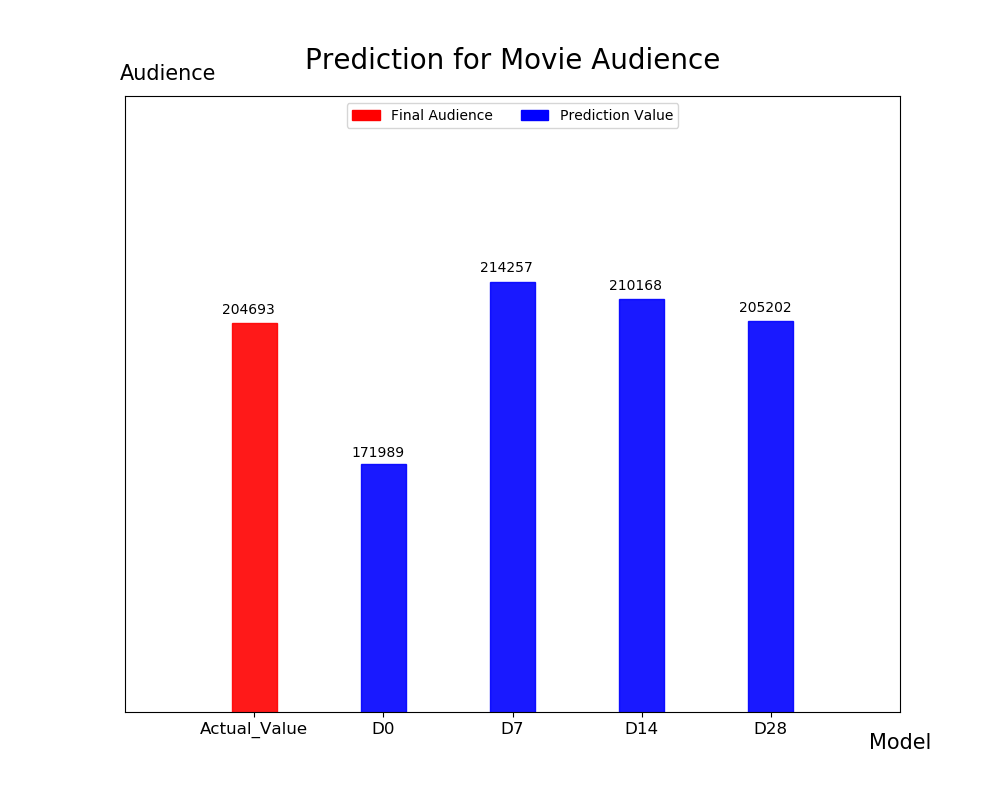 Prediction for Movie Audience
Audience
Final Audience
Prediction Value
214257
210168
204693
205202
171989
Actual_Value
D0
D7
D14
D28
Model